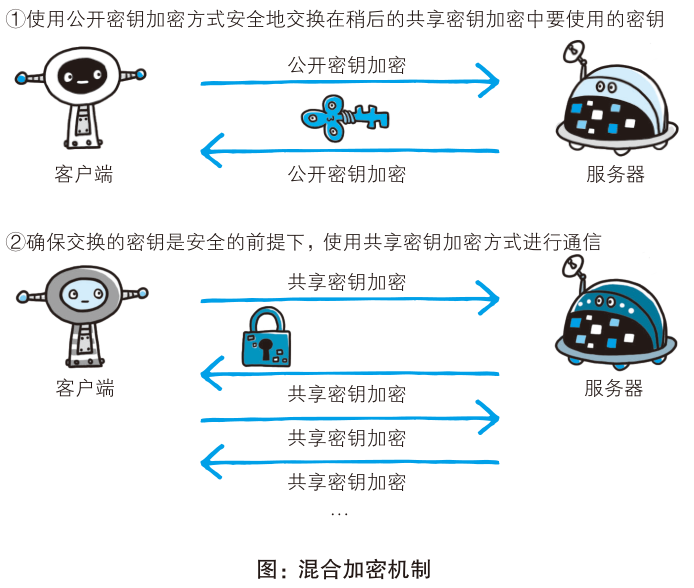 ①使用公开密钥加密方式安全地交换在稍后的共享密钥加密中要使用的密钥
公开密钥加密
公开密钥加密
客户端
服务器
②确保交换的密钥是安全的前提下，使用共享密钥加密方式进行通信
共享密钥加密
共享密钥加密
客户端
服务器
共享密钥加密
共享密钥加密
…
图：混合加密机制